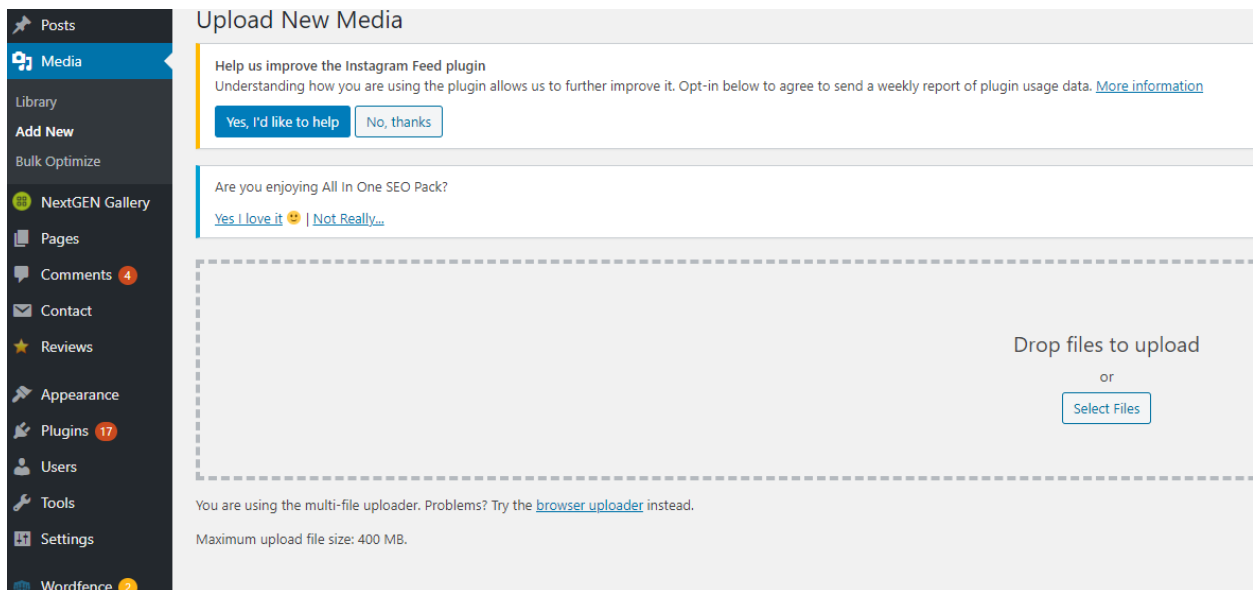 Posts
Media
Library
Add New
Bulk Optimize
NextGEN Gallery
Pages
Comments 4
Contact
Reviews
Appearance
Plugins 17
Users
Tools
Settings
Wordfence 2
Upload New Media
Help us improve the Instagram Feed plugin
Understanding how you are using the plugin allows us to further improve it. Opt-in below to agree to send a weekly report of plugin usage data. More information
Yes, I'd like to help No, thanks
Are you enjoying All In One SEO Pack?
Yes I love it 🙂 | Not Really...
Drop files to upload
or
Select Files
You are using the multi-file uploader. Problems? Try the browser uploader instead.
Maximum upload file size: 400 MB.